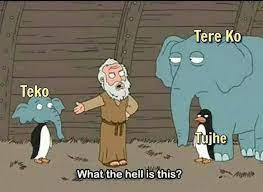 Tere Ko
Teko
Tujhe
What the hell is this?